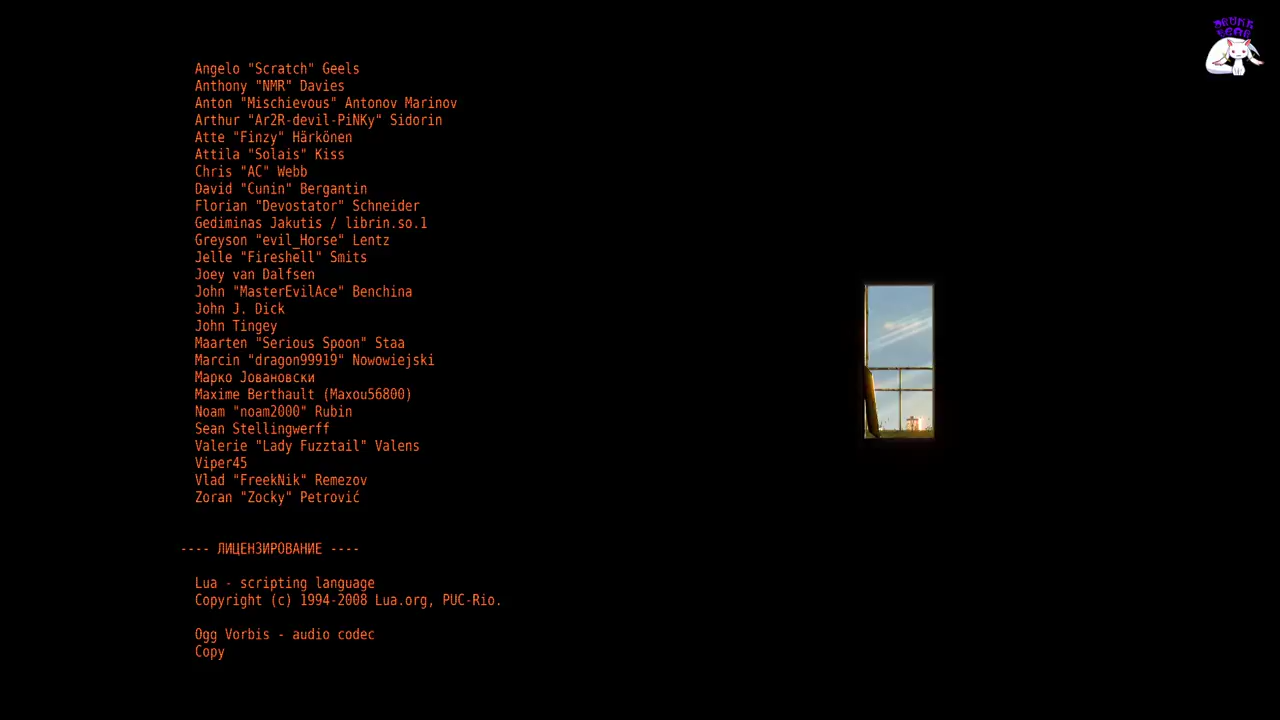 Angelo "Scratch" Geels
Anthony "NMR" Davies
Anton "Mischievous" Antonov Marinov
Arthur "Ar2R-devil-PiNKy" Sidorin
Atte "Finzy" Härkönen
Attila "Solais" Kiss
Chris "AC" Webb
David "Cunin" Bergantin
Florian "Devostator" Schneider
Gediminas Jakutis / librin.so.1
Greyson "evil_Horse" Lentz
Jelle "Fireshell" Smits
Joey van Dalfsen
John "MasterEvilAce" Benchina
John J. Dick
John Tingey
Maarten "Serious Spoon" Staa
Marcin "dragon99919" Nowowiejski
Марко Јовановски
Maxime Berthault (Maxou56800)
Noam "noam2000" Rubin
Sean Stellingwerff
Valerie "Lady Fuzztail" Valens
Viper45
Vlad "FreekNik" Remezov
Zoran "Zocky" Petrović
---- ЛИЦЕНЗИРОВАНИЕ ----
Lua - scripting language
Copyright (c) 1994-2008 Lua.org, PUC-Rio.
Ogg Vorbis - audio codec
Copy